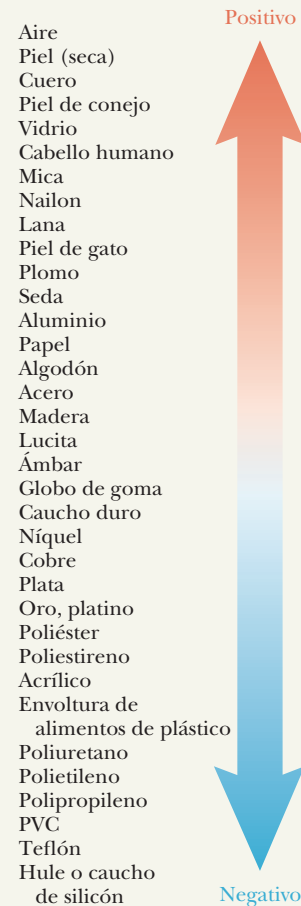 Positivo
Aire
Piel (seca)
Cuero
Piel de conejo
Vidrio
Cabello humano
Mica
Nailon
Lana
Piel de gato
Plomo
Seda
Aluminio
Papel
Algodón
Acero
Madera
Lucita
Ámbar
Globo de goma
Caucho duro
Níquel
Cobre
Plata
Oro, platino
Poliéster
Poliestireno
Acrílico
Envoltura de
alimentos de plástico
Poliuretano
Polietileno
Polipropileno
PVC
Teflón
Hule o caucho
de silicón
Negativo